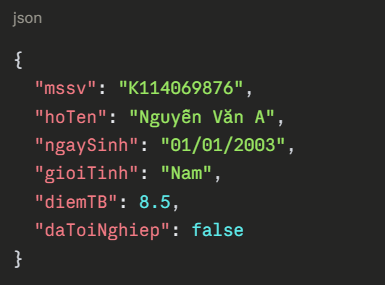 json
{
"mssv": "K114069876",
"hoTen": "Nguyễn Văn A",
"ngaySinh": "01/01/2003",
"gioiTinh": "Nam",
"diemTB": 8.5,
"daToiNghiep": false
}